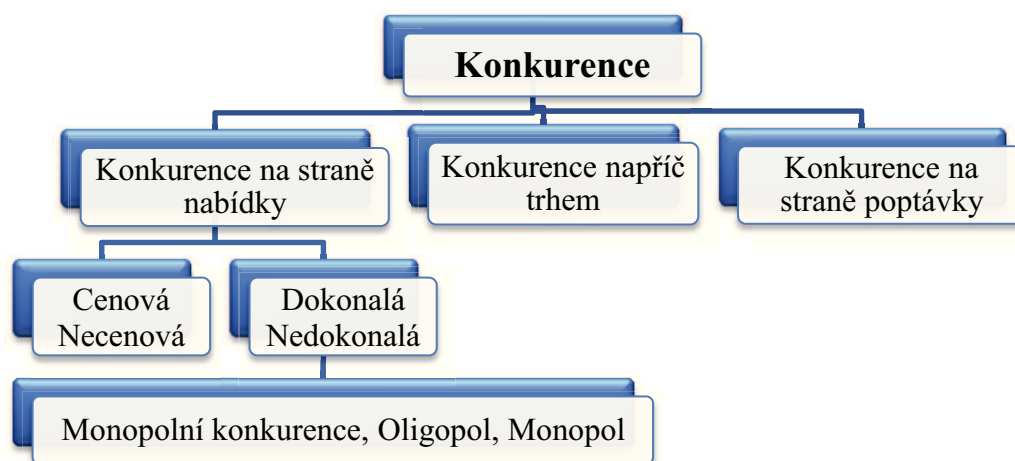 Konkurence
Konkurence na straně
nabídky
Konkurence napříč
trhem
Konkurence na
straně poptávky
Cenová
Necenová
Dokonalá
Nedokonalá
Monopolní konkurence, Oligopol, Monopol